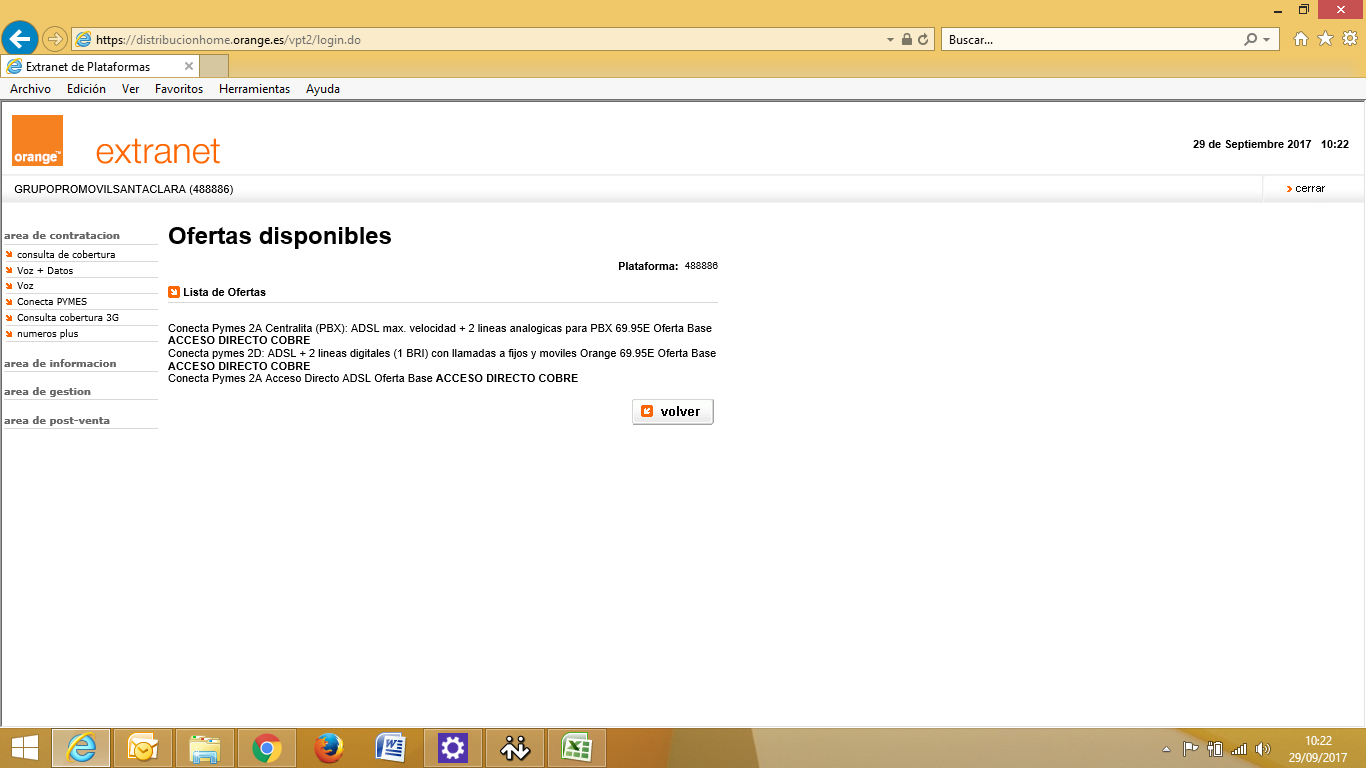 https://distribucionhome.orange.es/vpt2/login.do
Buscar...
Extranet de Plataformas
Archivo Edición Ver Favoritos Herramientas Ayuda
orange™
extranet
29 de Septiembre 2017 10:22
GRUPOPROMOVILSANTACLARA (488886)
cerrar
area de contratacion
consulta de cobertura
Voz + Datos
Voz
Conecta PYMES
Consulta cobertura 3G
numeros plus
area de informacion
area de gestion
area de post-venta
Ofertas disponibles
Plataforma: 488886
Lista de Ofertas
Conecta Pymes 2A Centralita (PBX): ADSL max. velocidad + 2 lineas analogicas para PBX 69.95E Oferta Base
ACCESO DIRECTO COBRE
Conecta pymes 2D: ADSL + 2 lineas digitales (1 BRI) con llamadas a fijos y moviles Orange 69.95E Oferta Base
ACCESO DIRECTO COBRE
Conecta Pymes 2A Acceso Directo ADSL Oferta Base ACCESO DIRECTO COBRE
volver
10:22
29/09/2017